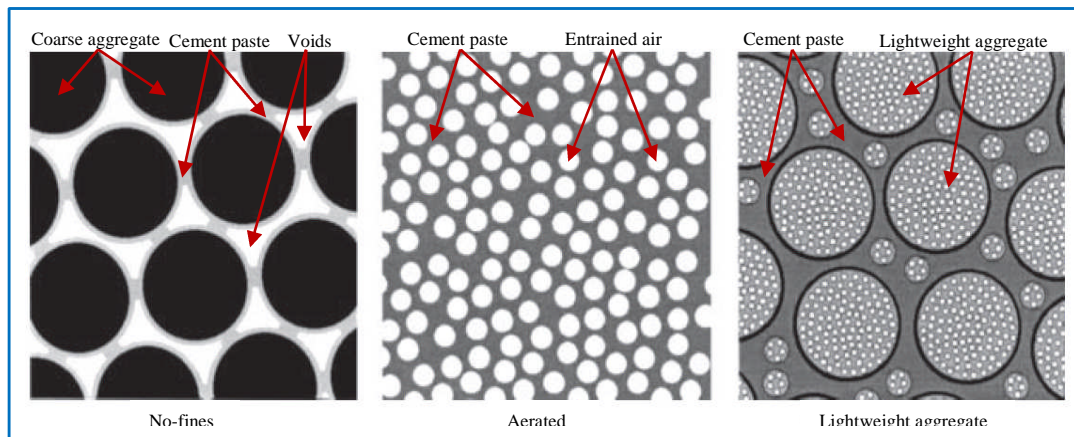 Coarse aggregate Cement paste Voids
Cement paste Entrained air
Cement paste Lightweight aggregate
No-fines
Aerated
Lightweight aggregate